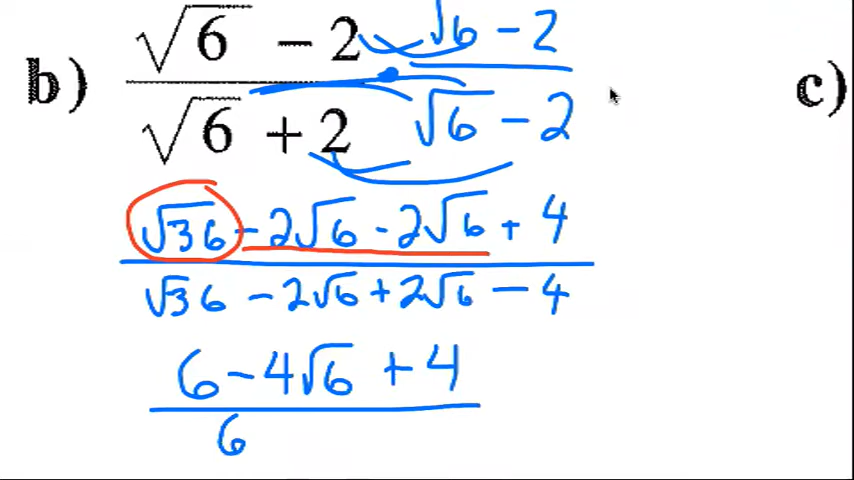 b) √6 − 2 / √6 + 2 · √6 − 2 / √6 − 2
c)
√36 − 2√6 − 2√6 + 4
√36 − 2√6 + 2√6 − 4
6 − 4√6 + 4
6